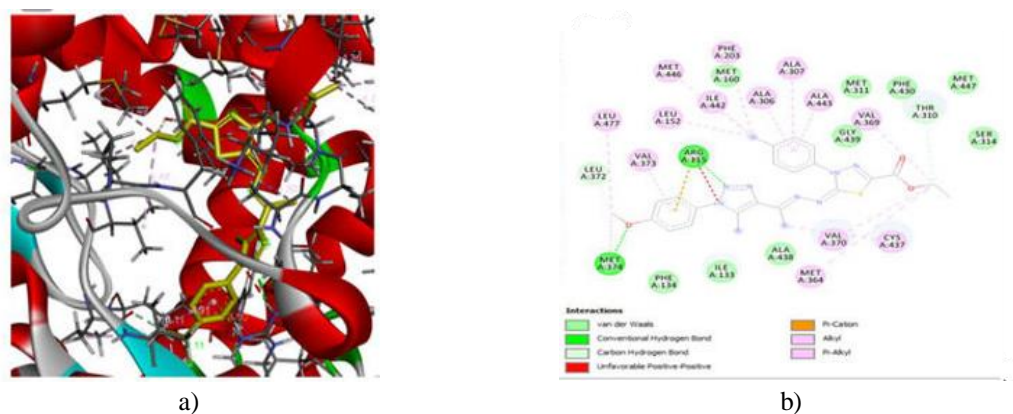 PHE
A:203
MET
A:446
MET
A:160
ALA
A:307
ILE
A:442
ALA
A:306
ALA
A:443
MET
A:311
PHE
A:430
MET
A:447
THR
A:310
VAL
A:369
LEU
A:477
LEU
A:152
GLY
A:439
SER
A:314
ARG
A:315
VAL
A:373
LEU
A:372
VAL
A:370
CYS
A:437
ALA
A:438
MET
A:364
MET
A:374
PHE
A:134
ILE
A:133
Interactions
van der Waals
Conventional Hydrogen Bond
Carbon Hydrogen Bond
Unfavorable Positive-Positive
Pi-Cation
Alkyl
Pi-Alkyl
a)
b)